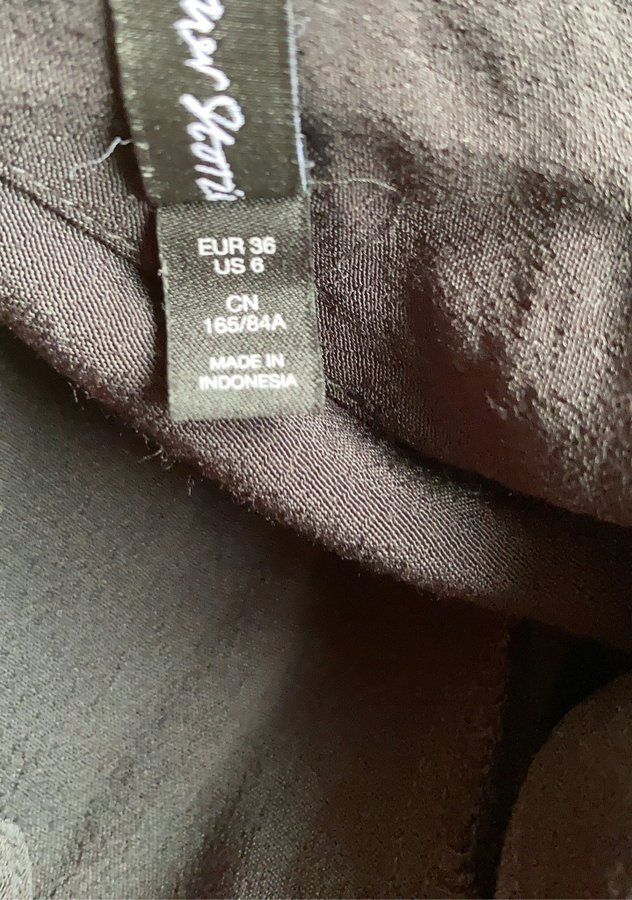 EUR 36
US 6
CN
165/84A
MADE IN
INDONESIA